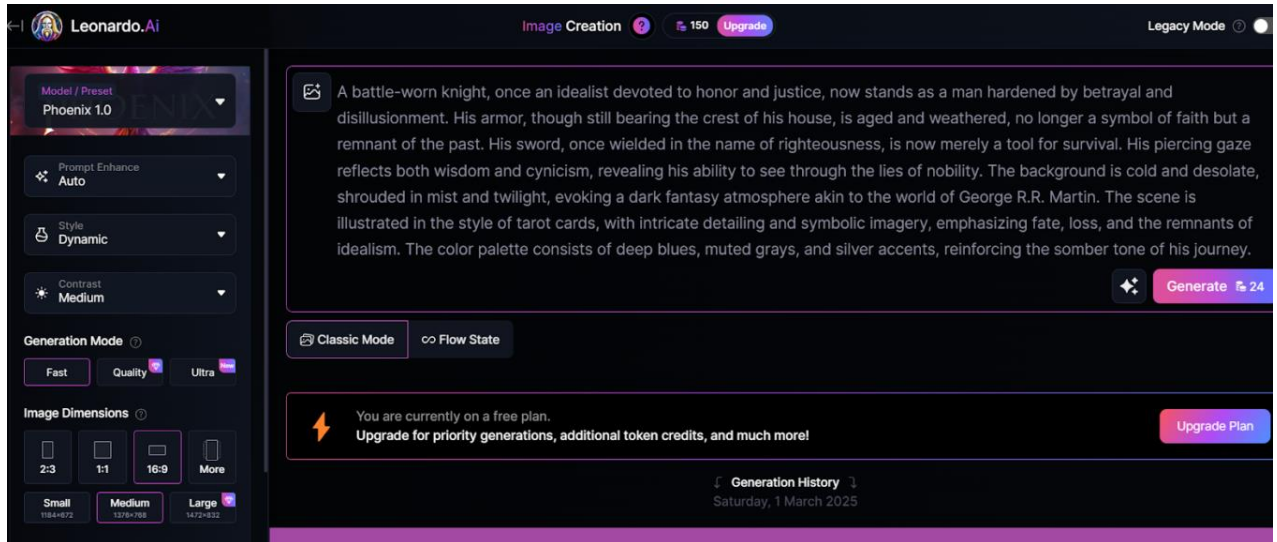 Leonardo.Ai
Image Creation ? 150 Upgrade
Legacy Mode ?
Model / Preset
Phoenix 1.0
Prompt Enhance
Auto
Style
Dynamic
Contrast
Medium
Generation Mode ?
Fast Quality Ultra New
Image Dimensions ?
2:3 1:1 16:9 More
Small Medium Large
1184×672 1376×768 1472×832
A battle-worn knight, once an idealist devoted to honor and justice, now stands as a man hardened by betrayal and
disillusionment. His armor, though still bearing the crest of his house, is aged and weathered, no longer a symbol of faith but a
remnant of the past. His sword, once wielded in the name of righteousness, is now merely a tool for survival. His piercing gaze
reflects both wisdom and cynicism, revealing his ability to see through the lies of nobility. The background is cold and desolate,
shrouded in mist and twilight, evoking a dark fantasy atmosphere akin to the world of George R.R. Martin. The scene is
illustrated in the style of tarot cards, with intricate detailing and symbolic imagery, emphasizing fate, loss, and the remnants of
idealism. The color palette consists of deep blues, muted grays, and silver accents, reinforcing the somber tone of his journey.
Generate 24
Classic Mode Flow State
You are currently on a free plan.
Upgrade for priority generations, additional token credits, and much more!
Upgrade Plan
Generation History
Saturday, 1 March 2025